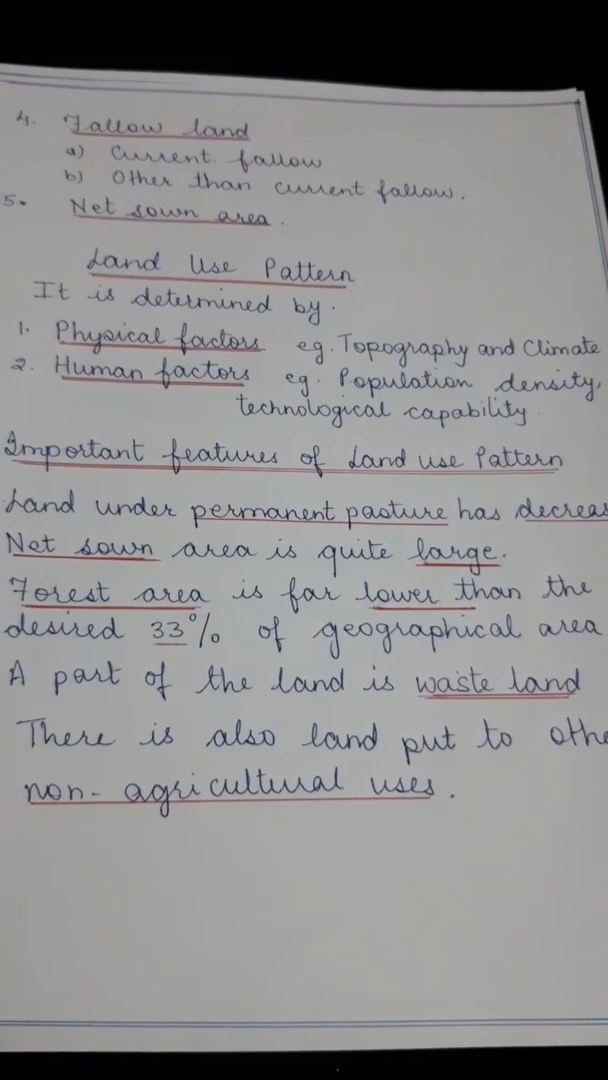 4. Fallow land
a) Current fallow
b) Other than current fallow.
5. Net sown area.
Land Use Pattern
It is determined by.
1. Physical factors eg. Topography and Climate
2. Human factors eg. Population density,
technological capability.
Important features of Land use Pattern
Land under permanent pasture has decreas
Net sown area is quite large.
Forest area is far lower than the
desired 33% of geographical area
A part of the land is waste land
There is also land put to othe
non-agricultural uses.